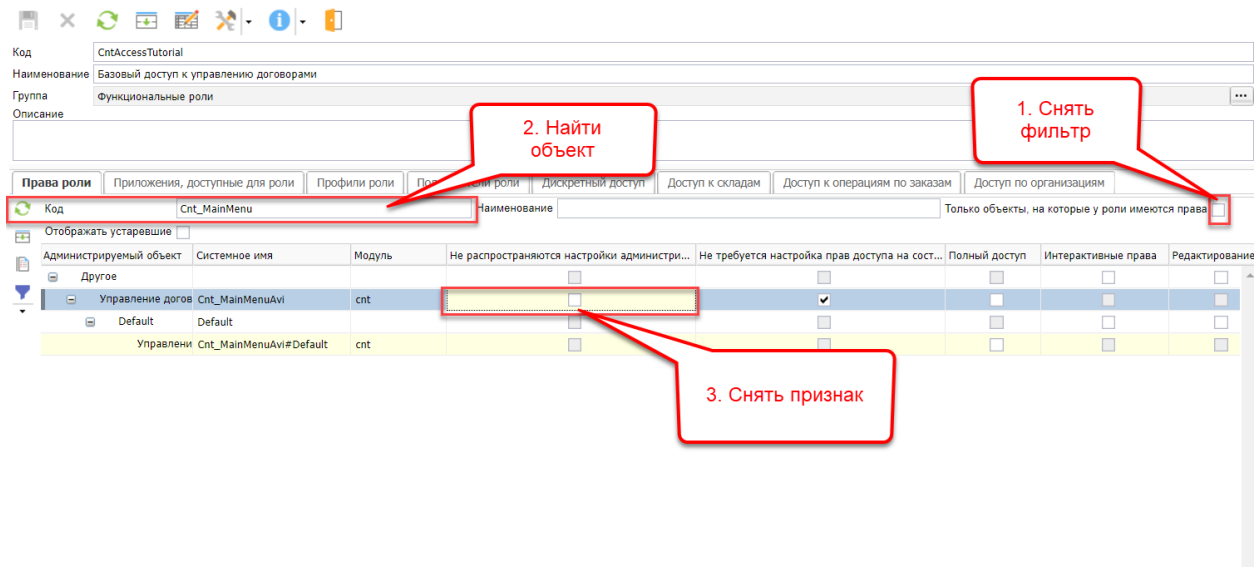 Код CntAccessTutorial
Наименование Базовый доступ к управлению договорами
Группа Функциональные роли ...
Описание
1. Снять
фильтр
2. Найти
объект
Права роли Приложения, доступные для роли Профили роли роли Дискретный доступ Доступ к складам Доступ к операциям по заказам Доступ по организациям
Код Cnt_MainMenu Наименование Только объекты, на которые у роли имеются права
Отображать устаревшие
Администрируемый объект Системное имя Модуль Не распространяются настройки администри... Не требуется настройка прав доступа на сост... Полный доступ Интерактивные права Редактирование
Другое
Управление догов Cnt_MainMenuAvi cnt
Default Default
Управлени Cnt_MainMenuAvi#Default cnt
3. Снять признак